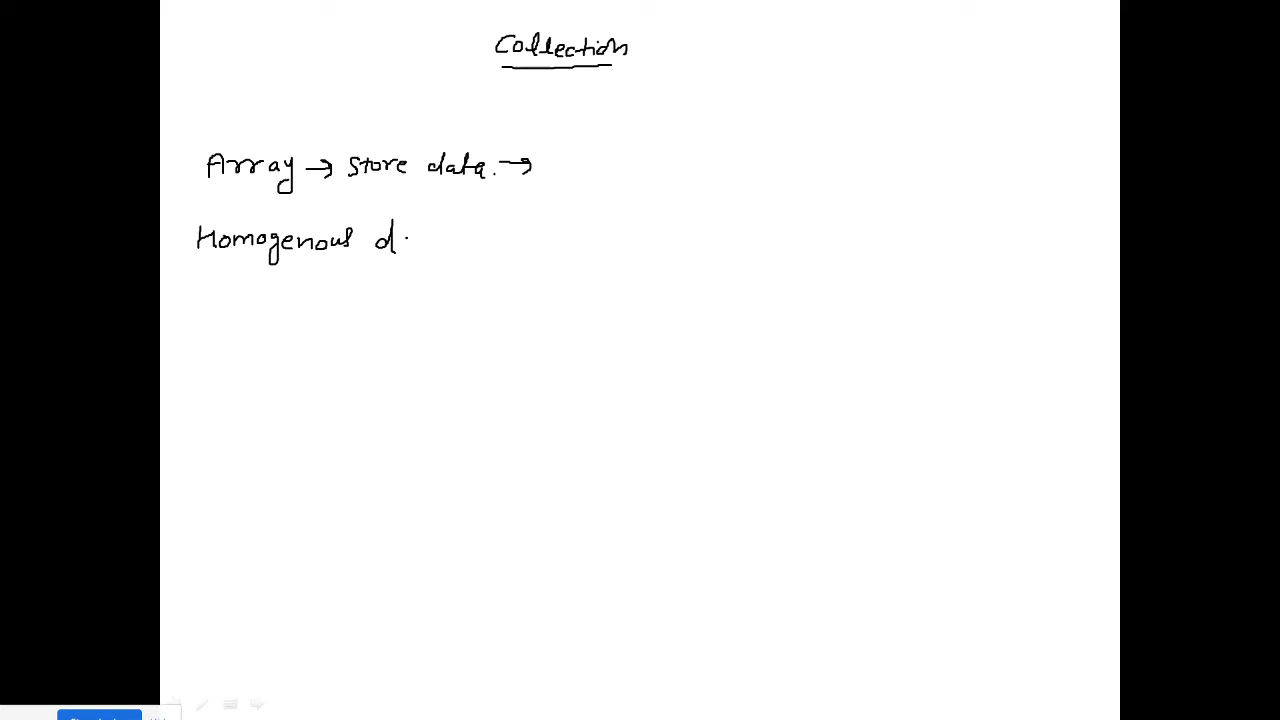 Collection
Array → Store data. →
Homogenous d